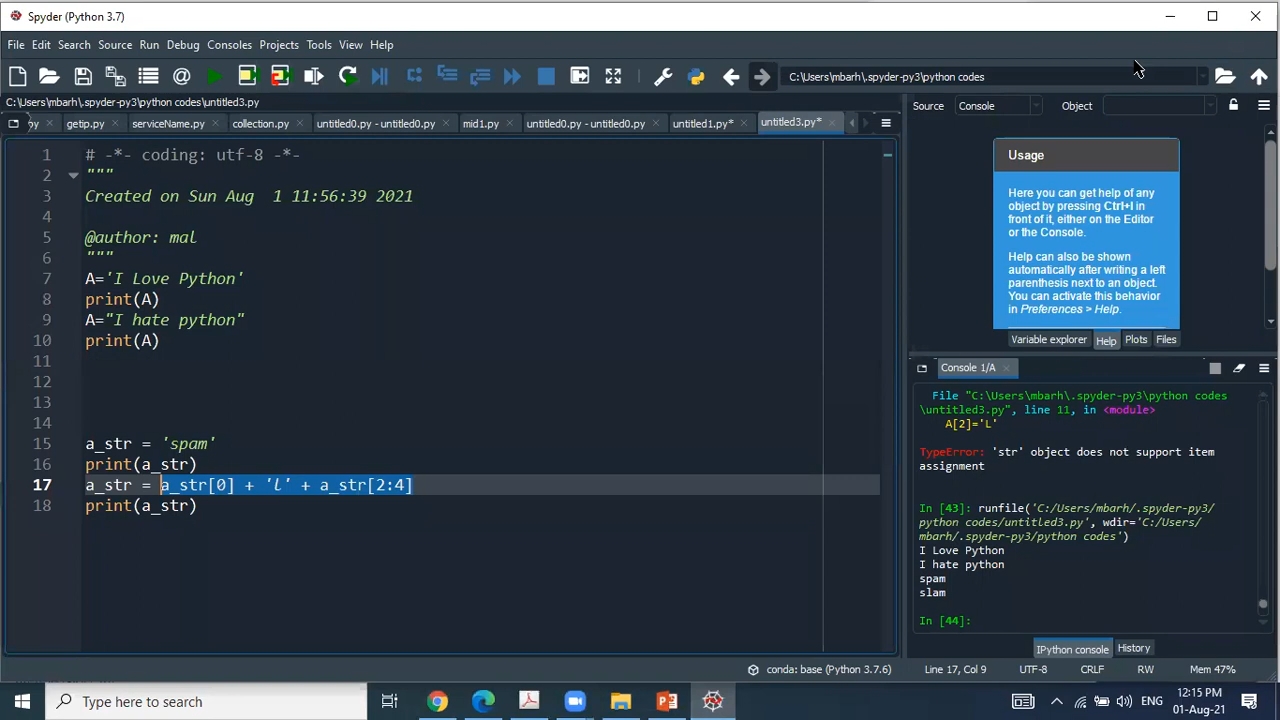 Spyder (Python 3.7)
File Edit Search Source Run Debug Consoles Projects Tools View Help
C:\Users\mbarh\.spyder-py3\python codes
C:\Users\mbarh\.spyder-py3\python codes\untitled3.py
py getip.py serviceName.py collection.py untitled0.py - untitled0.py mid1.py untitled0.py - untitled0.py untitled1.py* untitled3.py*
1 # -*- coding: utf-8 -*-
2 """
3 Created on Sun Aug  1 11:56:39 2021
4
5 @author: mal
6 """
7 A='I Love Python'
8 print(A)
9 A="I hate python"
10 print(A)
11
12
13
14
15 a_str = 'spam'
16 print(a_str)
17 a_str = a_str[0] + 'l' + a_str[2:4]
18 print(a_str)
Source Console Object
Usage
Here you can get help of any
object by pressing Ctrl+I in
front of it, either on the Editor
or the Console.
Help can also be shown
automatically after writing a left
parenthesis next to an object.
You can activate this behavior
in Preferences > Help.
Variable explorer Help Plots Files
Console 1/A
File "C:\Users\mbarh\.spyder-py3\python codes
\untitled3.py", line 11, in <module>
A[2]='L'
TypeError: 'str' object does not support item
assignment
In [43]: runfile('C:/Users/mbarh/.spyder-py3/
python codes/untitled3.py', wdir='C:/Users/
mbarh/.spyder-py3/python codes')
I Love Python
I hate python
spam
slam
In [44]:
IPython console History
conda: base (Python 3.7.6) Line 17, Col 9 UTF-8 CRLF RW Mem 47%
Type here to search
ENG
12:15 PM
01-Aug-21